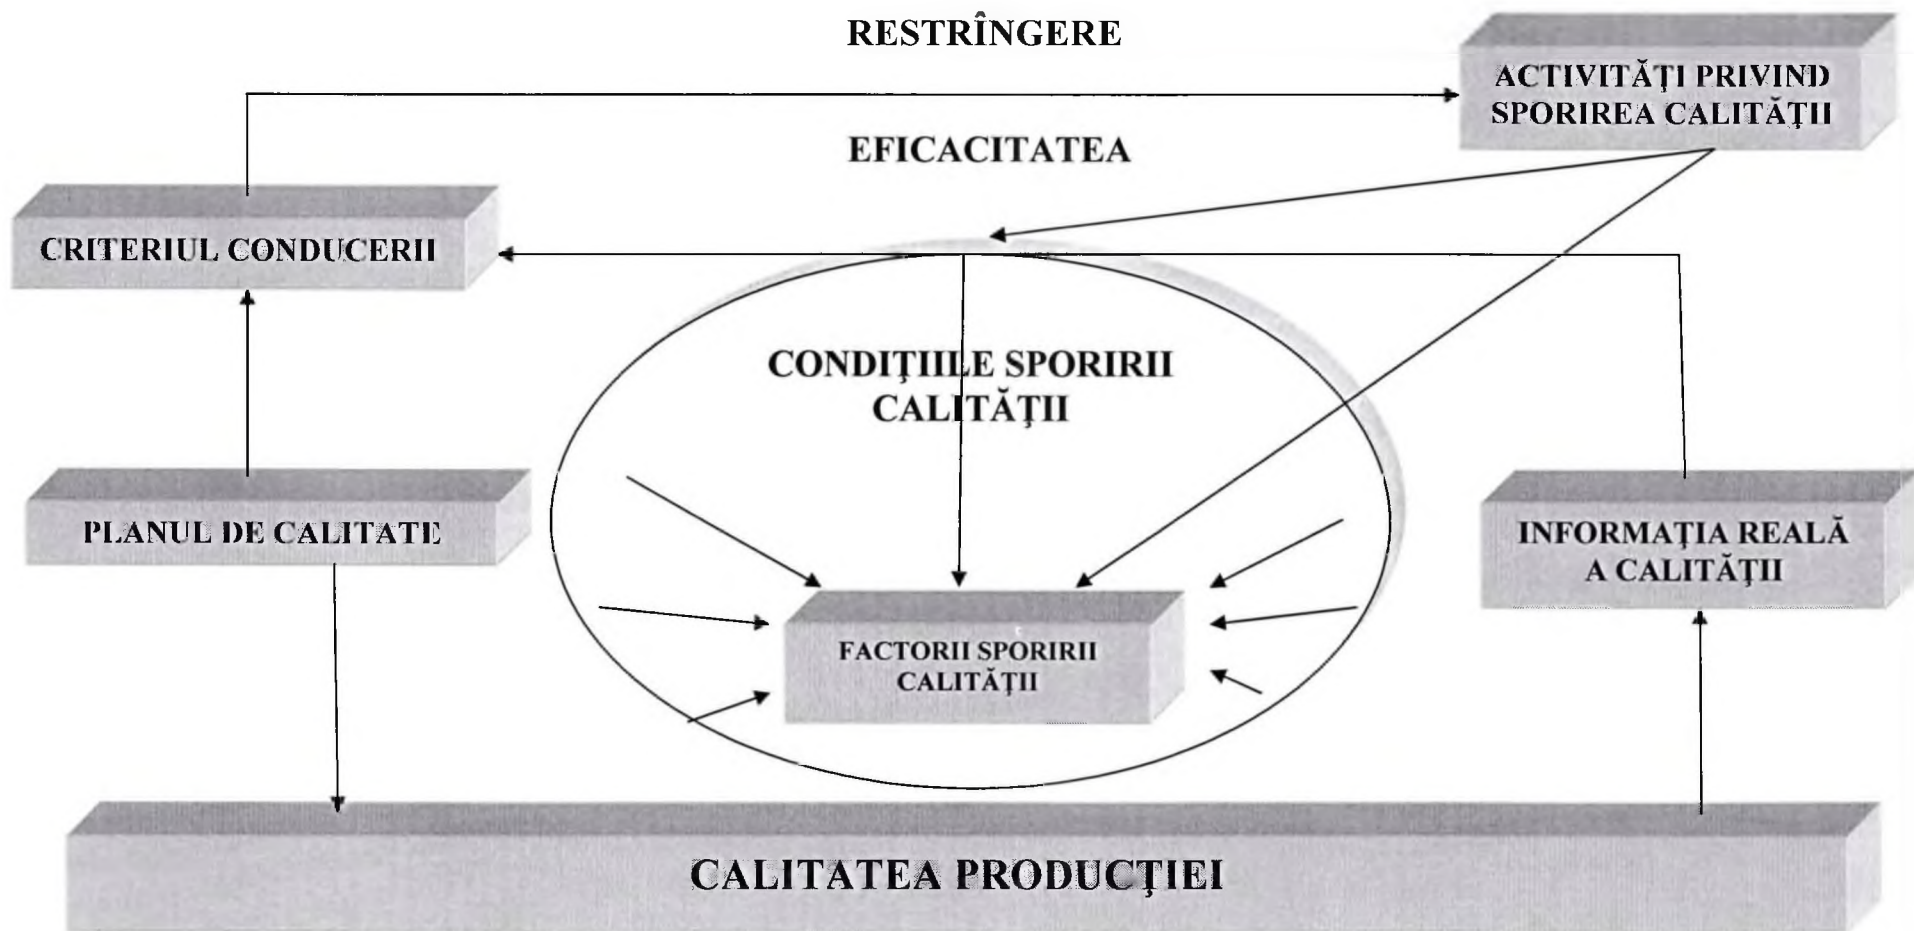 RESTRÎNGERE
ACTIVITĂŢI PRIVIND
SPORIREA CALITĂŢII
EFICACITATEA
CRITERIUL CONDUCERII
CONDIŢIILE SPORIRII
CALITĂŢII
PLANUL DE CALITATE
INFORMAŢIA REALĂ
A CALITĂŢII
FACTORII SPORIRII
CALITĂŢII
CALITATEA PRODUCŢIEI